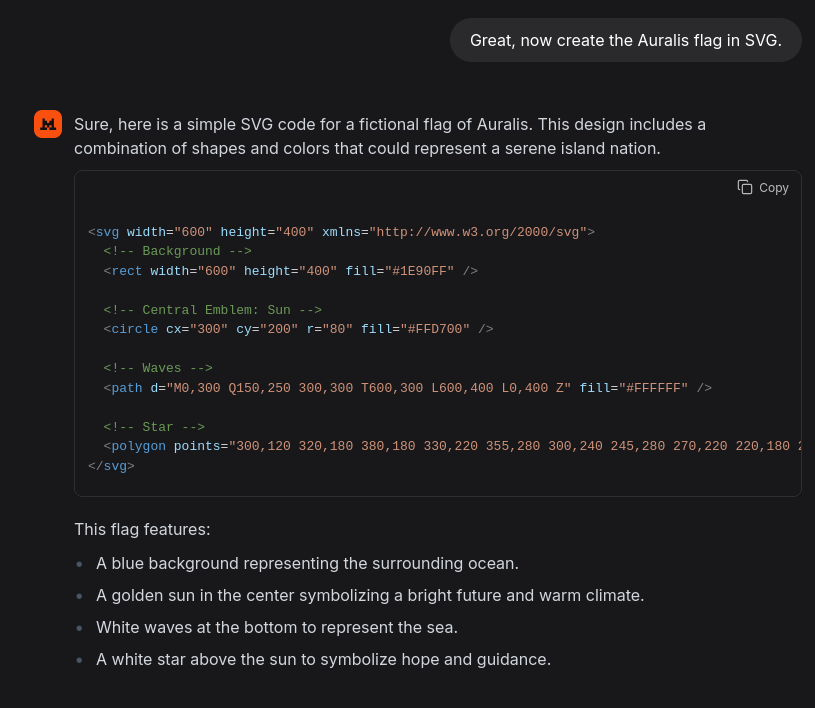 Great, now create the Auralis flag in SVG.
Sure, here is a simple SVG code for a fictional flag of Auralis. This design includes a
combination of shapes and colors that could represent a serene island nation.
Copy
<svg width="600" height="400" xmlns="http://www.w3.org/2000/svg">
  <!-- Background -->
  <rect width="600" height="400" fill="#1E90FF" />
  <!-- Central Emblem: Sun -->
  <circle cx="300" cy="200" r="80" fill="#FFD700" />
  <!-- Waves -->
  <path d="M0,300 Q150,250 300,300 T600,300 L600,400 L0,400 Z" fill="#FFFFFF" />
  <!-- Star -->
  <polygon points="300,120 320,180 380,180 330,220 355,280 300,240 245,280 270,220 220,180
</svg>
This flag features:
• A blue background representing the surrounding ocean.
• A golden sun in the center symbolizing a bright future and warm climate.
• White waves at the bottom to represent the sea.
• A white star above the sun to symbolize hope and guidance.